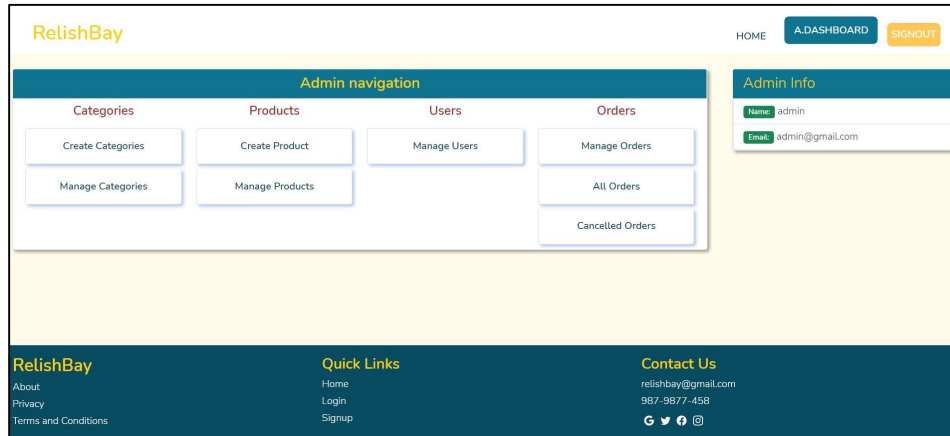 RelishBay
HOME
A.DASHBOARD
SIGNOUT
Admin navigation
Categories
Create Categories
Manage Categories
Products
Create Product
Manage Products
Users
Manage Users
Orders
Manage Orders
All Orders
Cancelled Orders
Admin Info
Name: admin
Email: admin@gmail.com
RelishBay
About
Privacy
Terms and Conditions
Quick Links
Home
Login
Signup
Contact Us
relishbay@gmail.com
987-9877-458